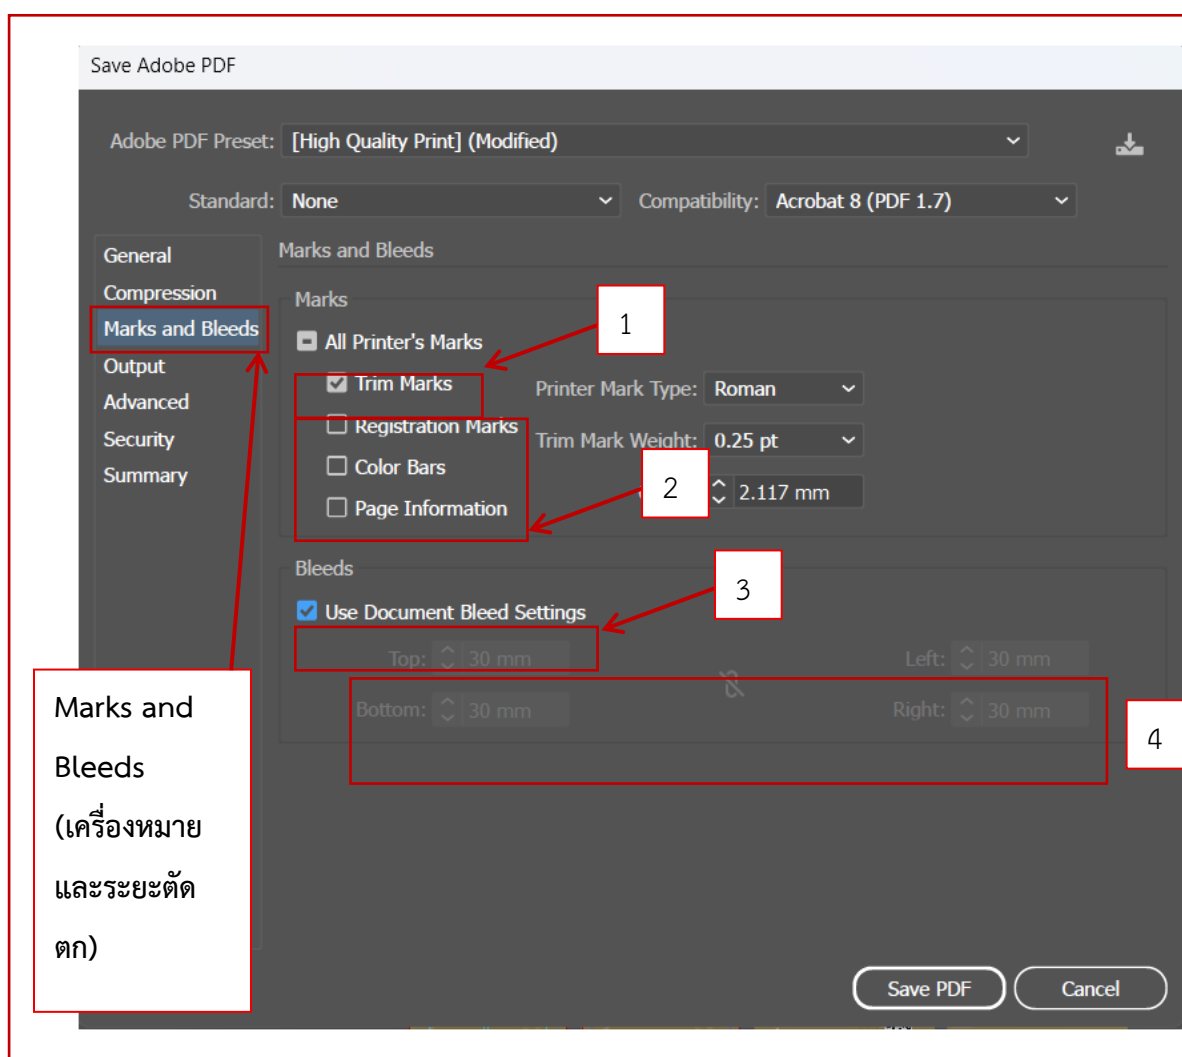 Save Adobe PDF
Adobe PDF Preset: [High Quality Print] (Modified)
Standard: None Compatibility: Acrobat 8 (PDF 1.7)
General
Compression
Marks and Bleeds
Output
Advanced
Security
Summary
Marks and Bleeds
Marks
1
All Printer's Marks
Trim Marks Printer Mark Type: Roman
Registration Marks Trim Mark Weight: 0.25 pt
Color Bars
2 2.117 mm
Page Information
Bleeds
3
Use Document Bleed Settings
Top: 30 mm Left: 30 mm
Bottom: 30 mm Right: 30 mm
4
Marks and
Bleeds
(เครื่องหมาย
และระยะตัด
ตก)
Save PDF Cancel